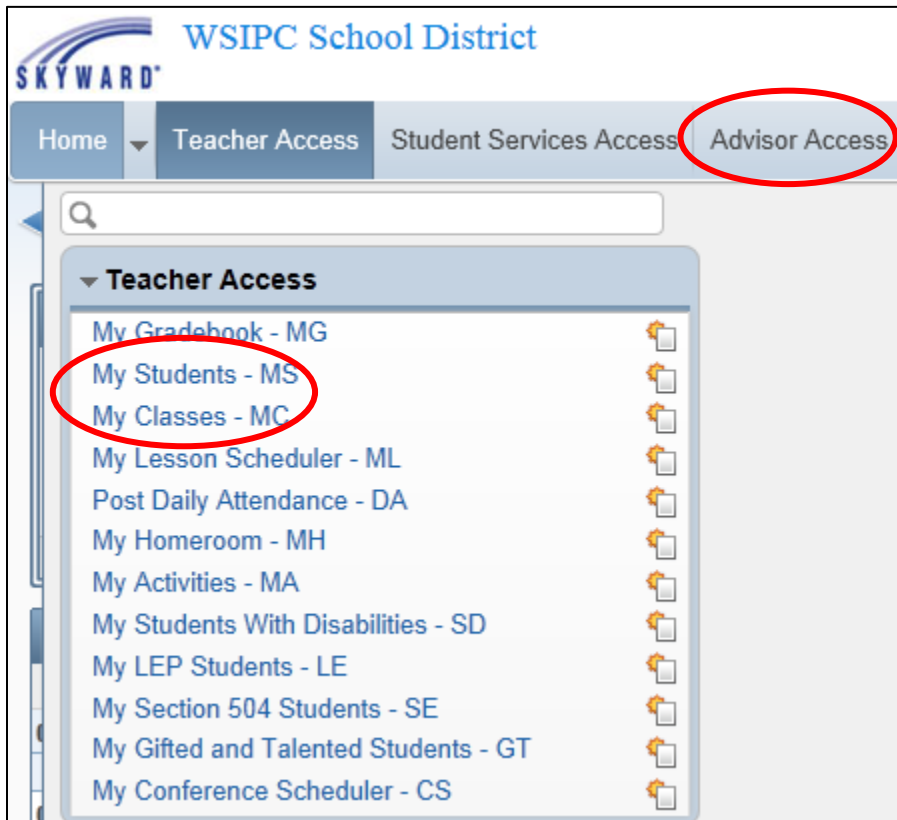 WSIPC School District
SKYWARD®
Home Teacher Access Student Services Access Advisor Access
Teacher Access
My Gradebook - MG
My Students - MS
My Classes - MC
My Lesson Scheduler - ML
Post Daily Attendance - DA
My Homeroom - MH
My Activities - MA
My Students With Disabilities - SD
My LEP Students - LE
My Section 504 Students - SE
My Gifted and Talented Students - GT
My Conference Scheduler - CS